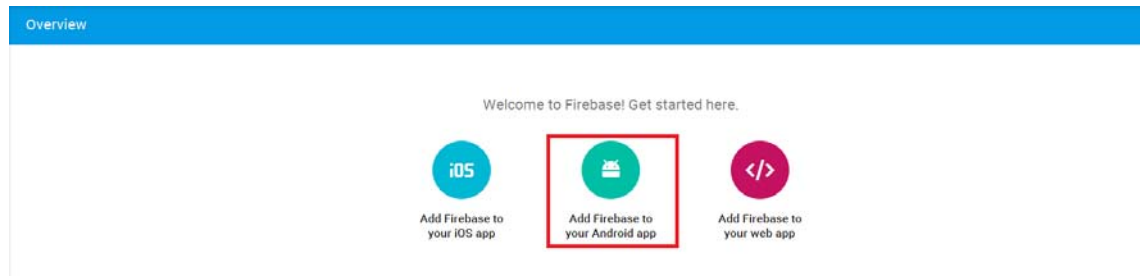 Overview
Welcome to Firebase! Get started here.
iOS
</>
Add Firebase to
your iOS app
Add Firebase to
your Android app
Add Firebase to
your web app